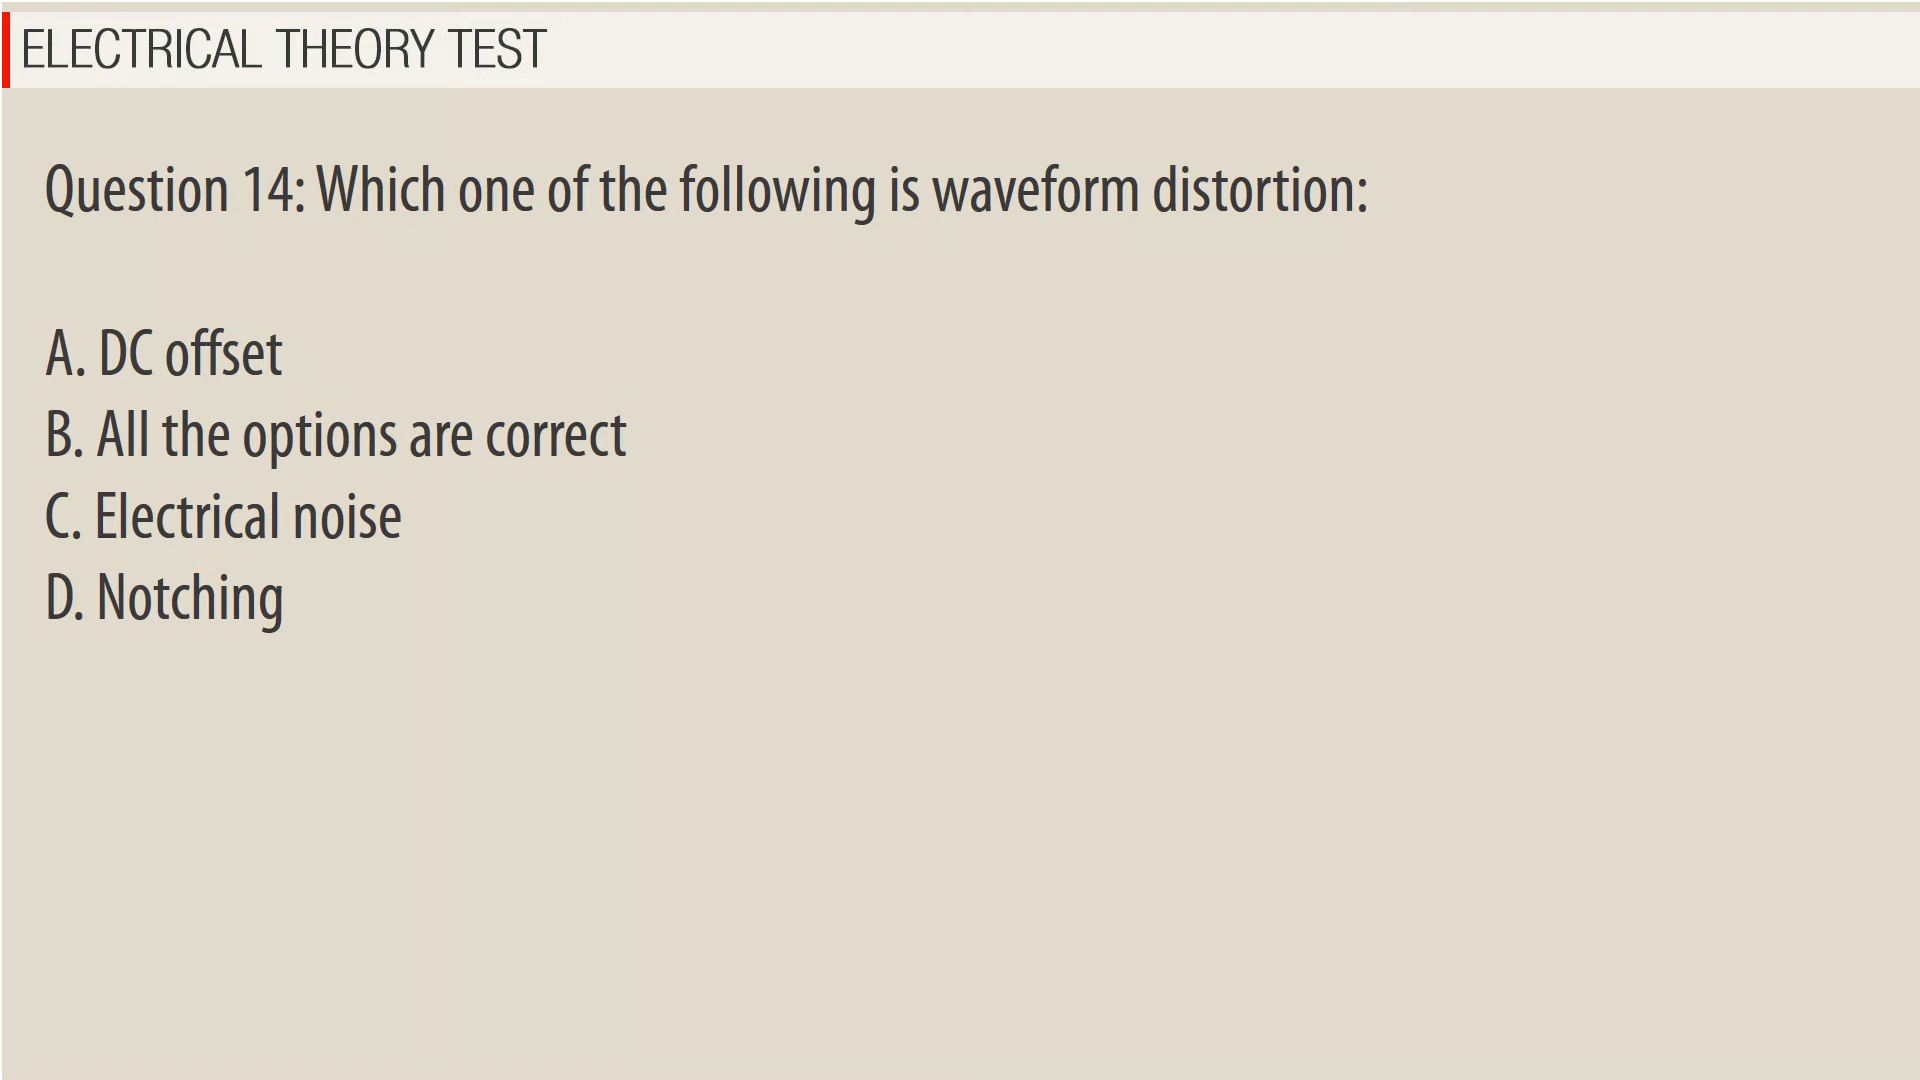 ELECTRICAL THEORY TEST
Question 14: Which one of the following is waveform distortion:
A. DC offset
B. All the options are correct
C. Electrical noise
D. Notching